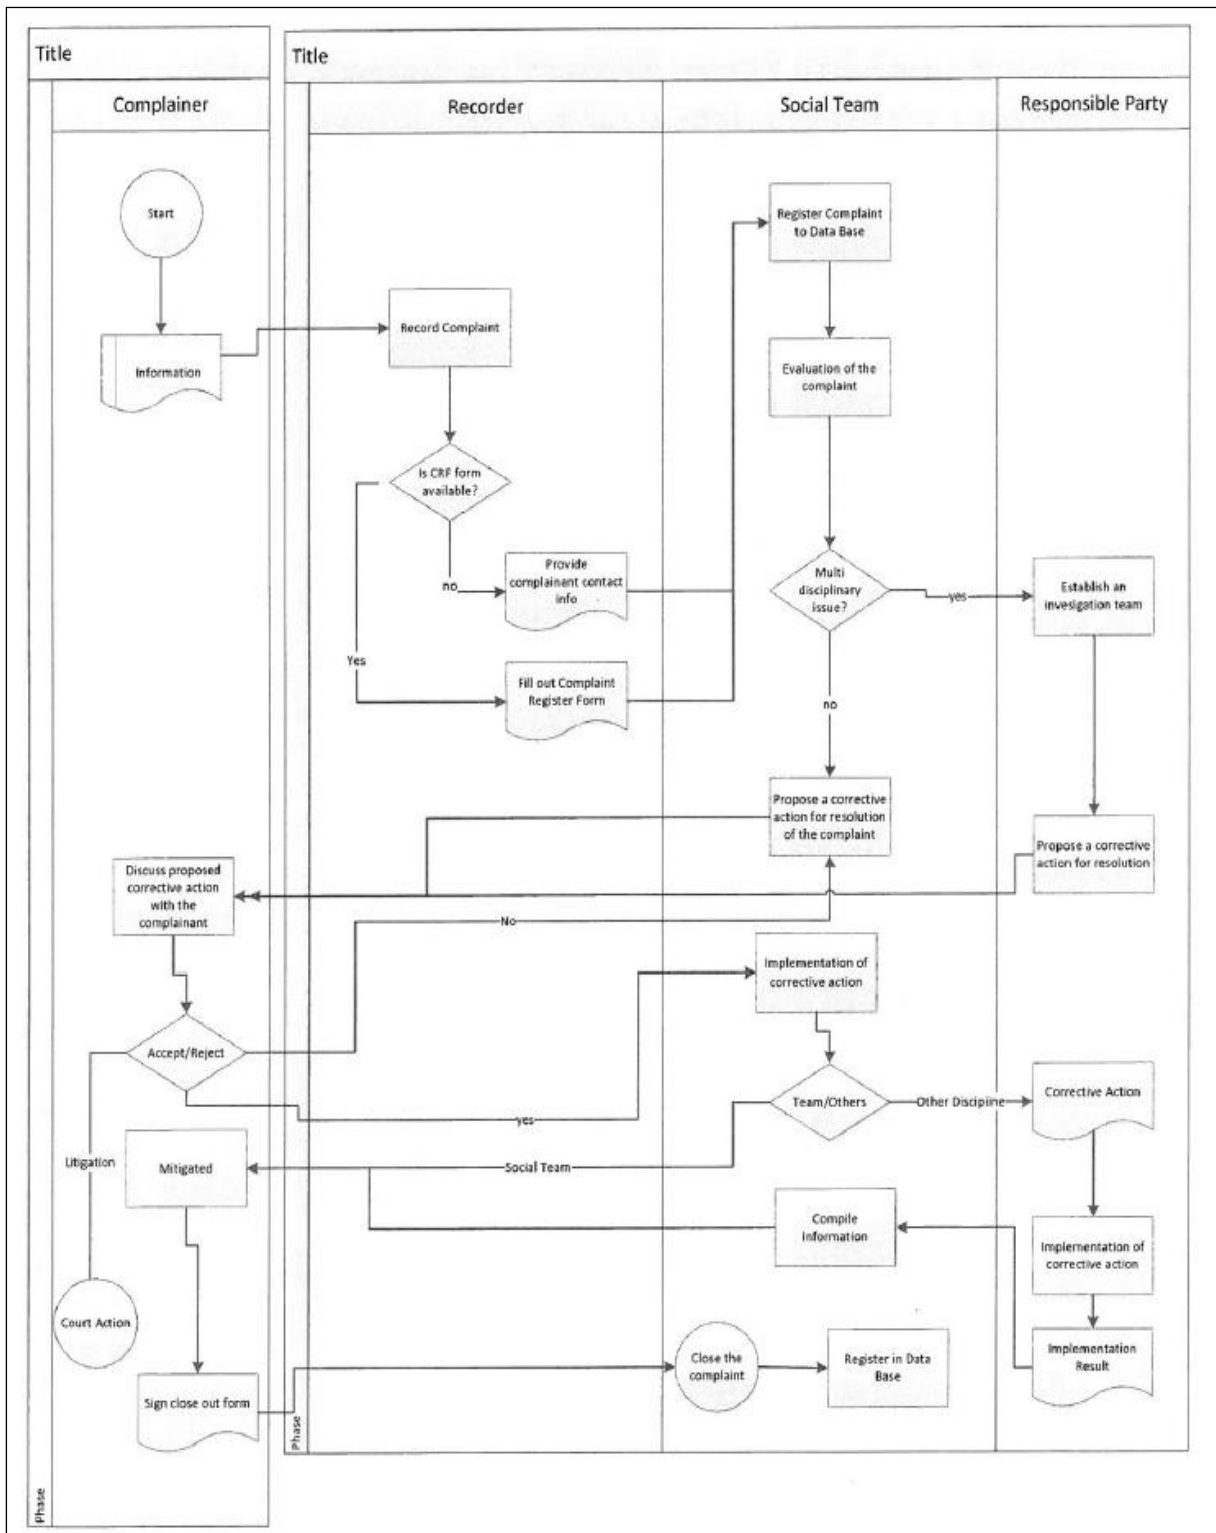 Title
Title
Complainer
Recorder
Social Team
Responsible Party
Start
Information
Record Complaint
Register Complaint
to Data Base
Evaluation of the
complaint
Is CRF form
available?
no
Provide
complainant contact
info
Yes
Fill out Complaint
Register Form
Multi
disciplinary
issue?
yes
Establish an
invesigation team
no
Propose a corrective
action for resolution
of the complaint
Propose a corrective
action for resolution
Discuss proposed
corrective action
with the
complainant
No
Implementation of
corrective action
Accept/Reject
yes
Team/Others
Other Discipline
Corrective Action
Litigation
Mitigated
Social Team
Compile
Information
Implementation of
corrective action
Court Action
Close the
complaint
Register in Data
Base
Implementation
Result
Sign close out form
Phase
Phase